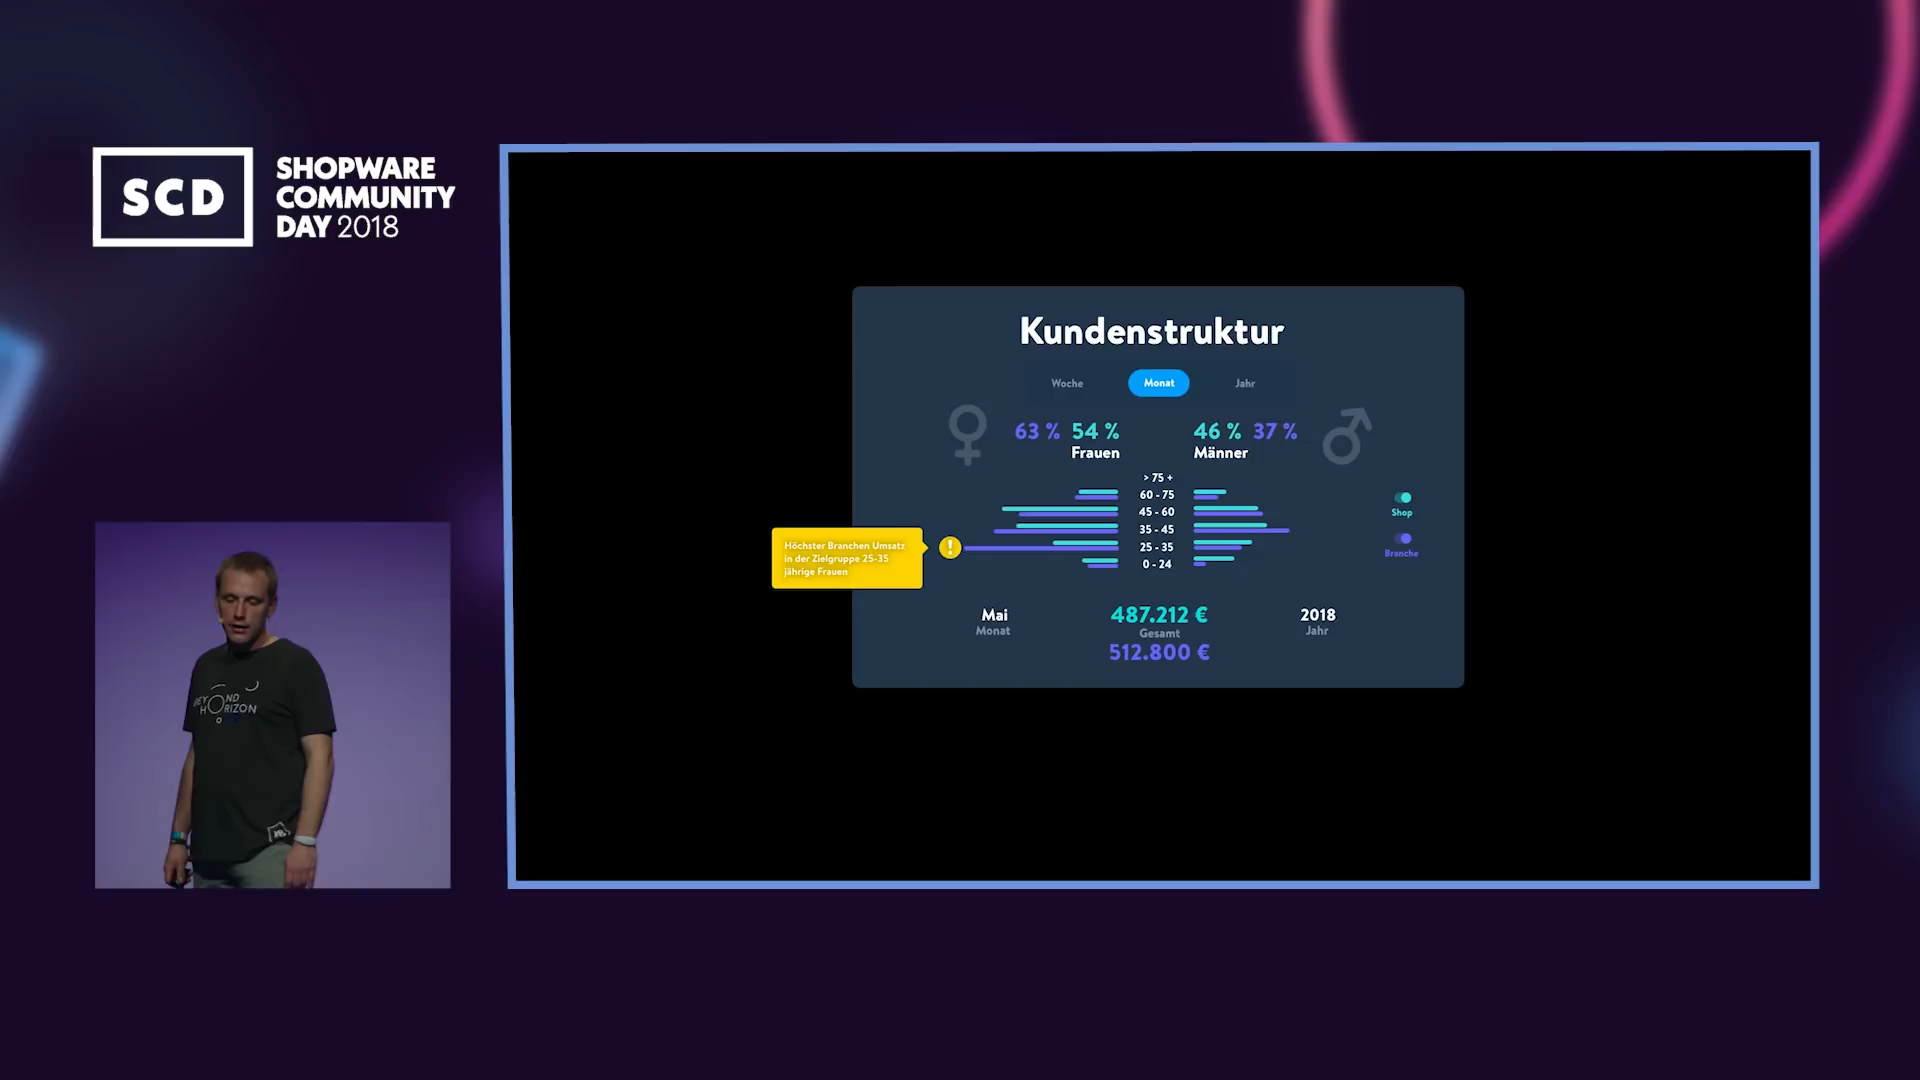 SCD
SHOPWARE
COMMUNITY
DAY 2018
Kundenstruktur
Woche
Monat
Jahr
63 % 54 %
Frauen
46 % 37 %
Männer
> 75 +
60 - 75
45 - 60
35 - 45
25 - 35
0 - 24
Höchster Branchen Umsatz
in der Zielgruppe 25-35
jährige Frauen
!
Shop
Branche
Mai
Monat
487.212 €
Gesamt
512.800 €
2018
Jahr